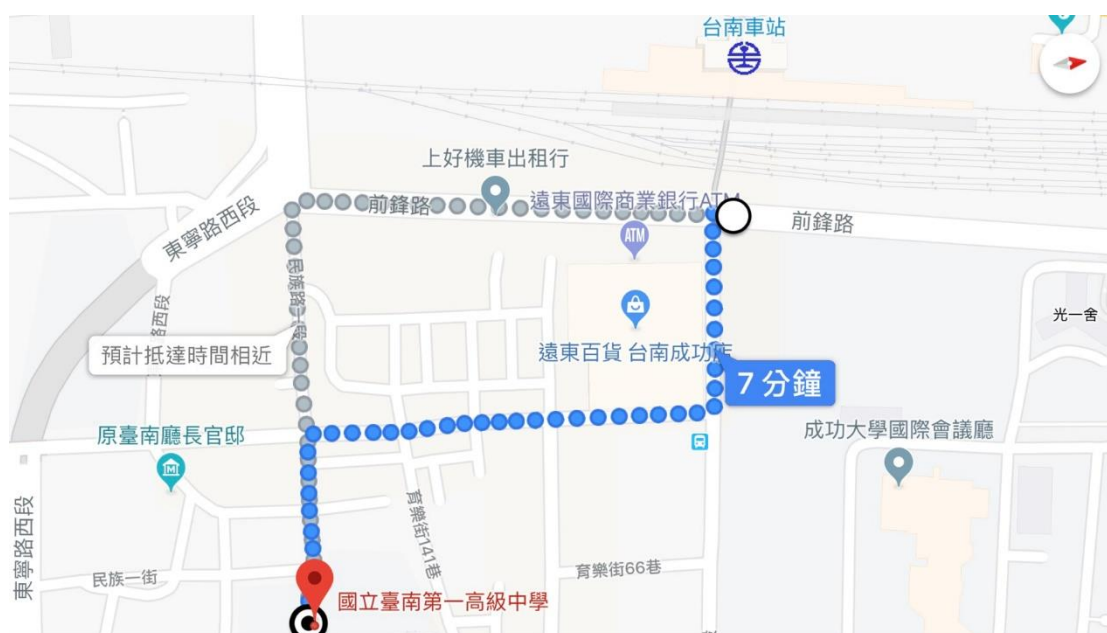 台南車站
上好機車出租行
東寧路西段
前鋒路
遠東國際商業銀行ATM
前鋒路
ATM
民族路一段
路西段
光一舍
預計抵達時間相近
遠東百貨 台南成功店
7 分鐘
原臺南廳長官邸
成功大學國際會議廳
東寧路西段
育樂街141巷
民族一街
育樂街66巷
國立臺南第一高級中學